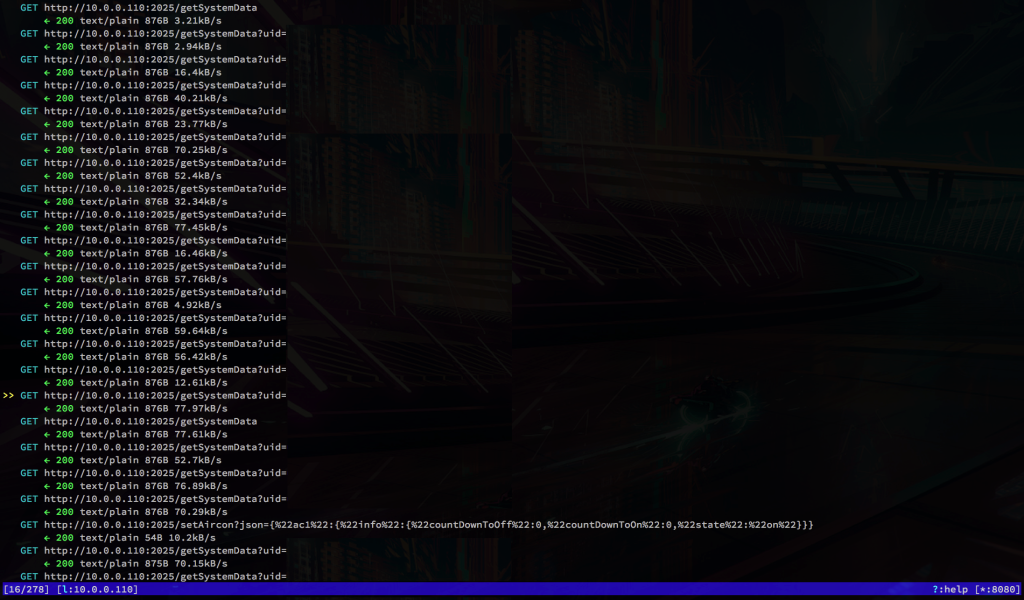 GET http://10.0.0.110:2025/getSystemData
← 200 text/plain 876B 3.21kB/s
GET http://10.0.0.110:2025/getSystemData?uid=
← 200 text/plain 876B 2.94kB/s
GET http://10.0.0.110:2025/getSystemData?uid=
← 200 text/plain 876B 16.4kB/s
GET http://10.0.0.110:2025/getSystemData?uid=
← 200 text/plain 876B 40.21kB/s
GET http://10.0.0.110:2025/getSystemData?uid=
← 200 text/plain 876B 23.77kB/s
GET http://10.0.0.110:2025/getSystemData?uid=
← 200 text/plain 876B 70.25kB/s
GET http://10.0.0.110:2025/getSystemData?uid=
← 200 text/plain 876B 52.4kB/s
GET http://10.0.0.110:2025/getSystemData?uid=
← 200 text/plain 876B 32.34kB/s
GET http://10.0.0.110:2025/getSystemData?uid=
← 200 text/plain 876B 77.45kB/s
GET http://10.0.0.110:2025/getSystemData?uid=
← 200 text/plain 876B 16.46kB/s
GET http://10.0.0.110:2025/getSystemData?uid=
← 200 text/plain 876B 57.76kB/s
GET http://10.0.0.110:2025/getSystemData?uid=
← 200 text/plain 876B 4.92kB/s
GET http://10.0.0.110:2025/getSystemData?uid=
← 200 text/plain 876B 59.64kB/s
GET http://10.0.0.110:2025/getSystemData?uid=
← 200 text/plain 876B 56.42kB/s
GET http://10.0.0.110:2025/getSystemData?uid=
← 200 text/plain 876B 12.61kB/s
>> GET http://10.0.0.110:2025/getSystemData?uid=
← 200 text/plain 876B 77.97kB/s
GET http://10.0.0.110:2025/getSystemData
← 200 text/plain 876B 77.61kB/s
GET http://10.0.0.110:2025/getSystemData?uid=
← 200 text/plain 876B 52.7kB/s
GET http://10.0.0.110:2025/getSystemData?uid=
← 200 text/plain 876B 76.89kB/s
GET http://10.0.0.110:2025/getSystemData?uid=
← 200 text/plain 876B 70.29kB/s
GET http://10.0.0.110:2025/setAircon?json={%22ac1%22:{%22info%22:{%22countDownToOff%22:0,%22countDownToOn%22:0,%22state%22:%22on%22}}}
← 200 text/plain 54B 10.2kB/s
GET http://10.0.0.110:2025/getSystemData?uid=
← 200 text/plain 875B 70.15kB/s
GET http://10.0.0.110:2025/getSystemData?uid=
[16/278] [l:10.0.0.110] ?:help [*:8080]